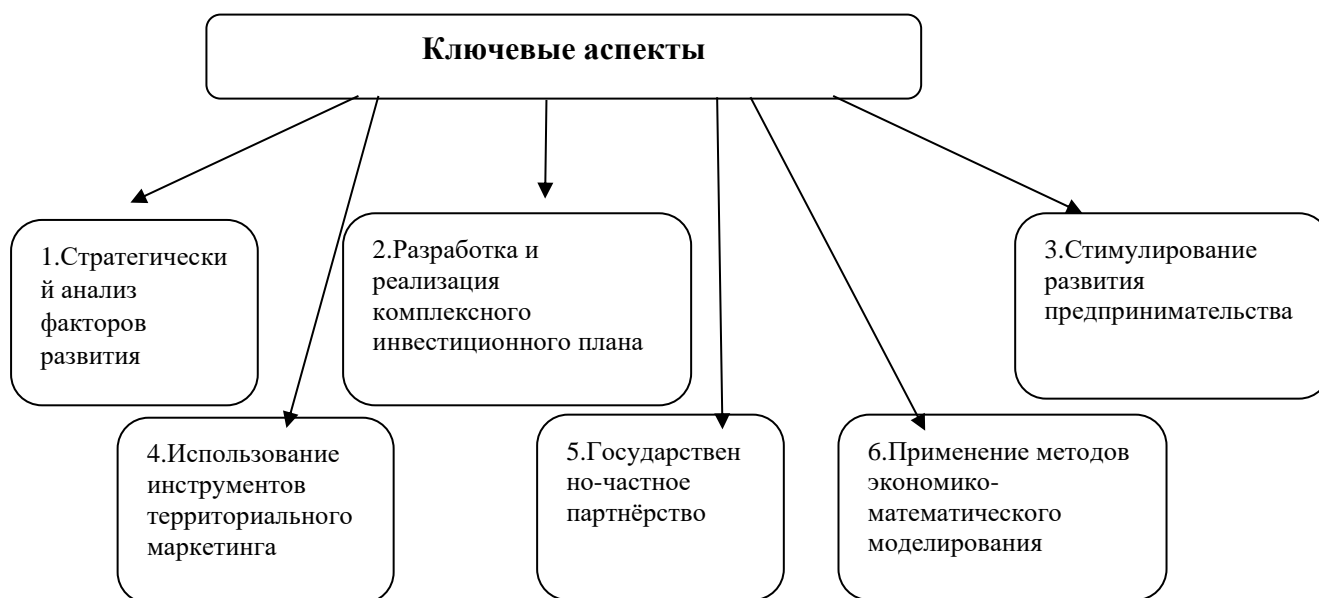 Ключевые аспекты
1.Стратегически
й анализ
факторов
развития
2.Разработка и
реализация
комплексного
инвестиционного плана
3.Стимулирование
развития
предпринимательства
4.Использование
инструментов
территориального
маркетинга
5.Государствен
но-частное
партнёрство
6.Применение методов
экономико-
математического
моделирования